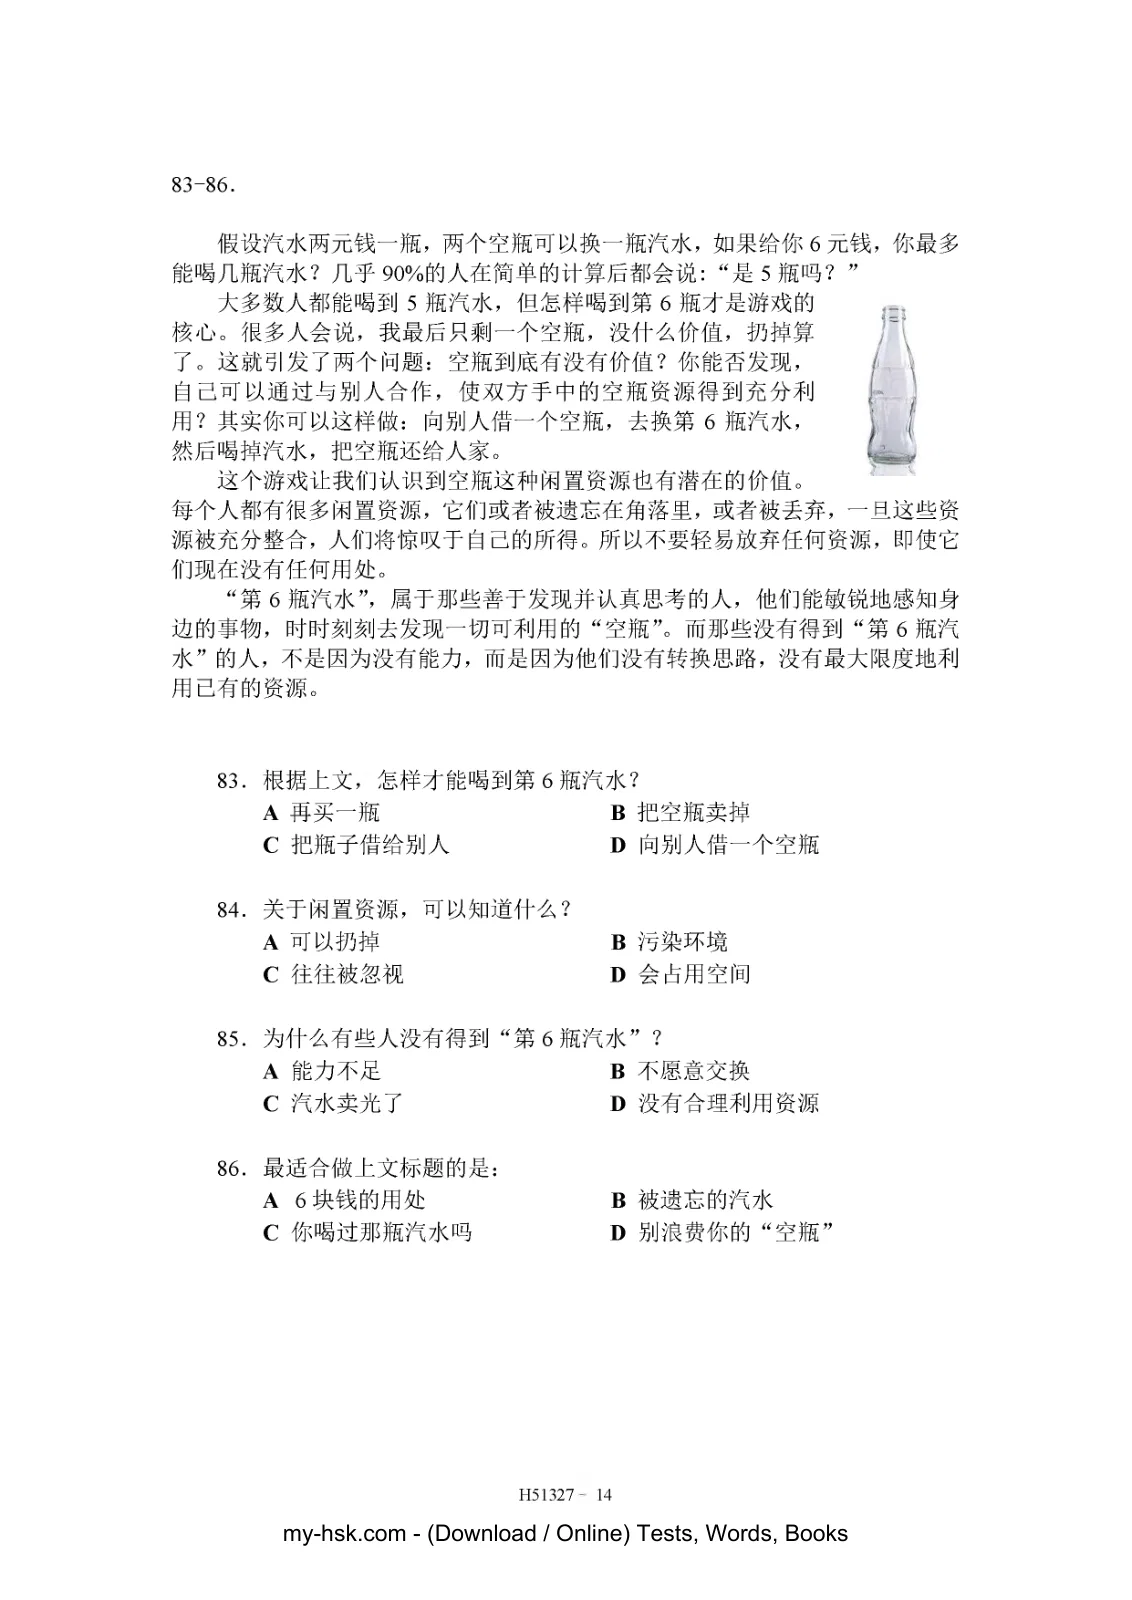 83-86.
假设汽水两元钱一瓶，两个空瓶可以换一瓶汽水，如果给你 6 元钱，你最多
能喝几瓶汽水？几乎 90%的人在简单的计算后都会说：“是 5 瓶吗？”
大多数人都能喝到 5 瓶汽水，但怎样喝到第 6 瓶才是游戏的
核心。很多人会说，我最后只剩一个空瓶，没什么价值，扔掉算
了。这就引发了两个问题：空瓶到底有没有价值？你能否发现，
自己可以通过与别人合作，使双方手中的空瓶资源得到充分利
用？其实你可以这样做：向别人借一个空瓶，去换第 6 瓶汽水，
然后喝掉汽水，把空瓶还给人家。
这个游戏让我们认识到空瓶这种闲置资源也有潜在的价值。
每个人都有很多闲置资源，它们或者被遗忘在角落里，或者被丢弃，一旦这些资
源被充分整合，人们将惊叹于自己的所得。所以不要轻易放弃任何资源，即使它
们现在没有任何用处。
“第 6 瓶汽水”，属于那些善于发现并认真思考的人，他们能敏锐地感知身
边的事物，时时刻刻去发现一切可利用的“空瓶”。而那些没有得到“第 6 瓶汽
水”的人，不是因为没有能力，而是因为他们没有转换思路，没有最大限度地利
用已有的资源。
83．根据上文，怎样才能喝到第 6 瓶汽水？
A 再买一瓶 B 把空瓶卖掉
C 把瓶子借给别人 D 向别人借一个空瓶
84．关于闲置资源，可以知道什么？
A 可以扔掉 B 污染环境
C 往往被忽视 D 会占用空间
85．为什么有些人没有得到“第 6 瓶汽水”？
A 能力不足 B 不愿意交换
C 汽水卖光了 D 没有合理利用资源
86．最适合做上文标题的是：
A 6 块钱的用处 B 被遗忘的汽水
C 你喝过那瓶汽水吗 D 别浪费你的“空瓶”
H51327 - 14
my-hsk.com - (Download / Online) Tests, Words, Books